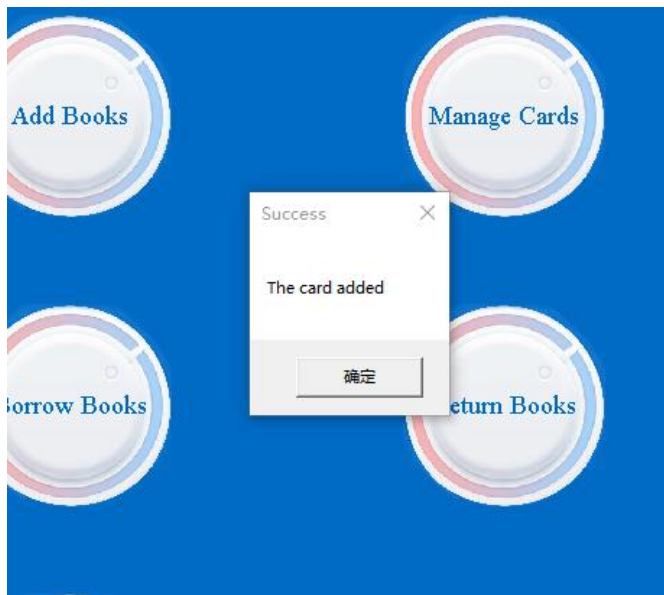 Add Books
Manage Cards
Success
The card added
确定
orrow Books
eturn Books